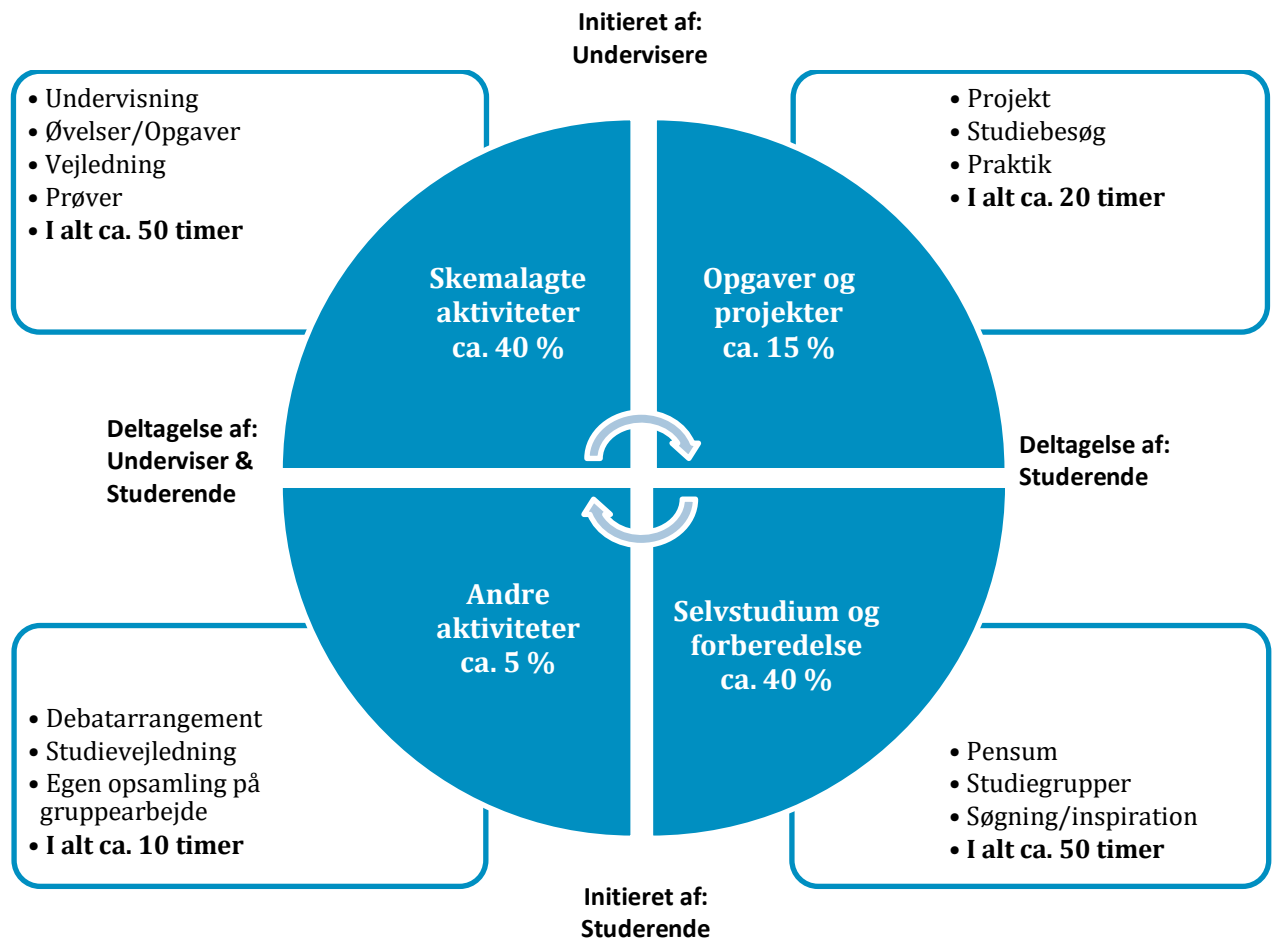 Initieret af:
Undervisere
• Undervisning
• Øvelser/Opgaver
• Vejledning
• Prøver
• I alt ca. 50 timer
• Projekt
• Studiebesøg
• Praktik
• I alt ca. 20 timer
Skemalagte
aktiviteter
ca. 40 %
Opgaver og
projekter
ca. 15 %
Deltagelse af:
Underviser &
Studerende
Deltagelse af:
Studerende
Andre
aktiviteter
ca. 5 %
Selvstudium og
forberedelse
ca. 40 %
• Debatarrangement
• Studievejledning
• Egen opsamling på
gruppearbejde
• I alt ca. 10 timer
• Pensum
• Studiegrupper
• Søgning/inspiration
• I alt ca. 50 timer
Initieret af:
Studerende